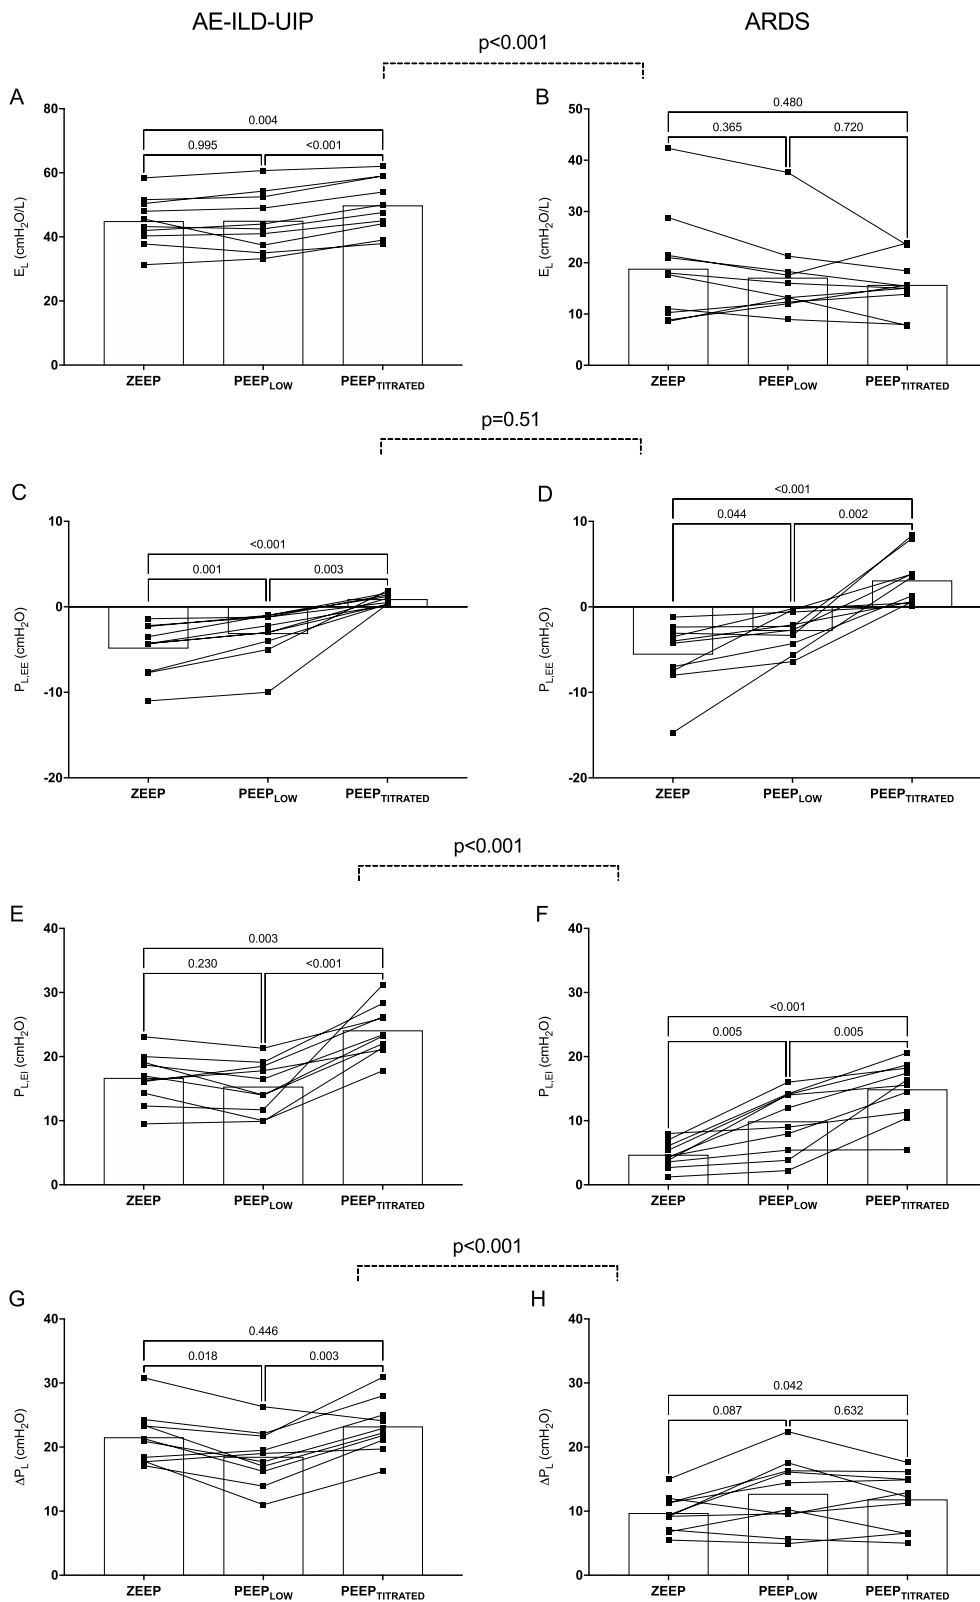 AE-ILD-UIP ARDS
p<0.001
A B
80 0.004 50 0.480
0.995 <0.001 0.365 0.720
60 40
40 30
20 20
10
0 0
E_L (cmH₂O/L) E_L (cmH₂O/L)
ZEEP PEEP_LOW PEEP_TITRATED ZEEP PEEP_LOW PEEP_TITRATED
p=0.51
C D
10 <0.001 10 <0.001
0.001 0.003 0.044 0.002
0 0
-10 -10
-20 -20
P_L,EE (cmH₂O) P_L,EE (cmH₂O)
ZEEP PEEP_LOW PEEP_TITRATED ZEEP PEEP_LOW PEEP_TITRATED
p<0.001
E F
40 0.003 40 <0.001
0.230 <0.001 0.005 0.005
30 30
20 20
10 10
0 0
P_L,EI (cmH₂O) P_L,EI (cmH₂O)
ZEEP PEEP_LOW PEEP_TITRATED ZEEP PEEP_LOW PEEP_TITRATED
p<0.001
G H
40 0.446 40 0.042
0.018 0.003 0.087 0.632
30 30
20 20
10 10
0 0
ΔP_L (cmH₂O) ΔP_L (cmH₂O)
ZEEP PEEP_LOW PEEP_TITRATED ZEEP PEEP_LOW PEEP_TITRATED